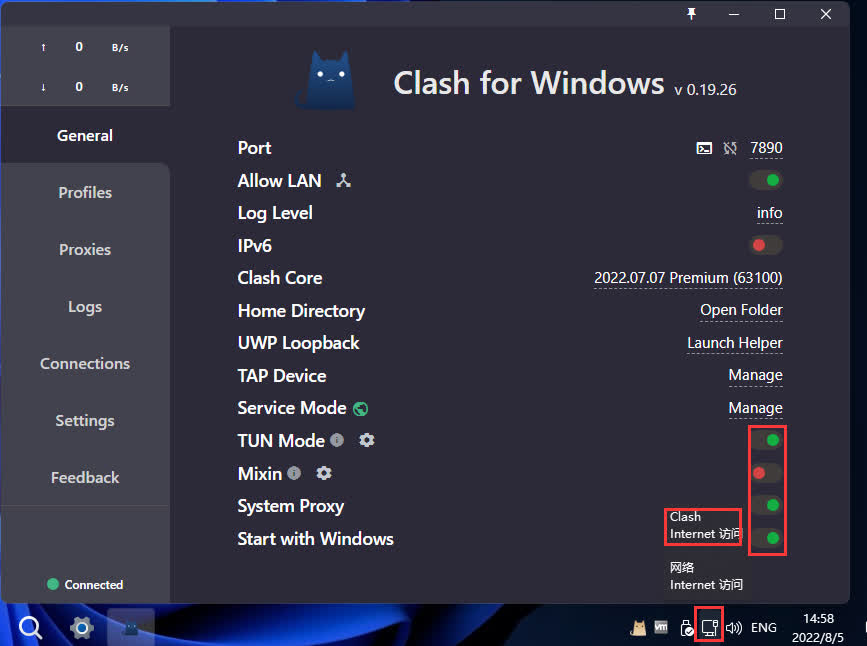 ↑ 0 B/s
↓ 0 B/s
General
Profiles
Proxies
Logs
Connections
Settings
Feedback
Connected
Clash for Windows v 0.19.26
Port 7890
Allow LAN
Log Level info
IPv6
Clash Core 2022.07.07 Premium (63100)
Home Directory Open Folder
UWP Loopback Launch Helper
TAP Device Manage
Service Mode Manage
TUN Mode
Mixin
System Proxy
Start with Windows
Clash
Internet 访问
网络
Internet 访问
ENG
14:58
2022/8/5